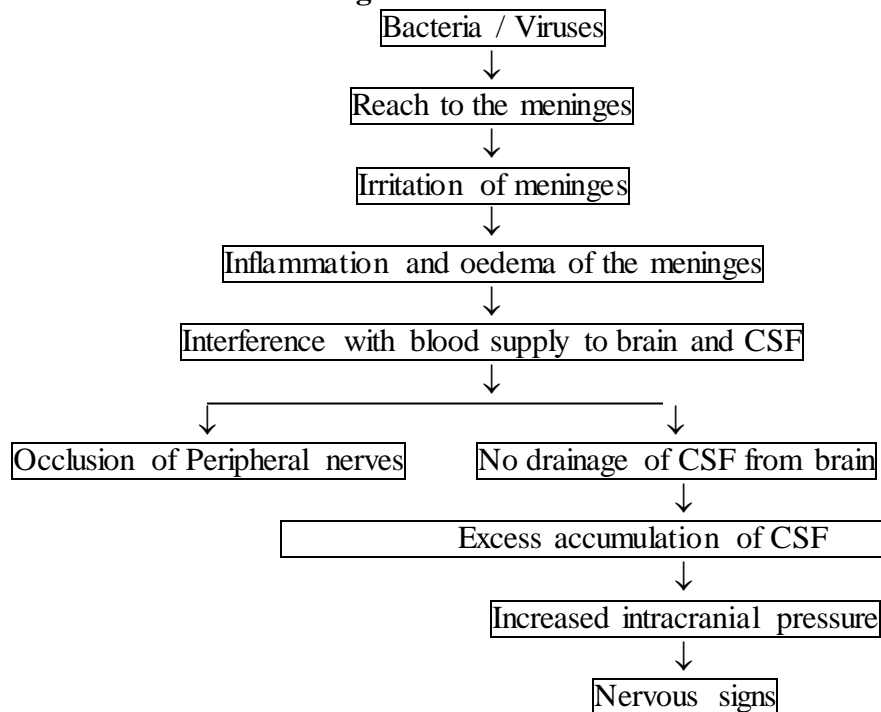 Bacteria / Viruses
↓
Reach to the meninges
↓
Irritation of meninges
↓
Inflammation and oedema of the meninges
↓
Interference with blood supply to brain and CSF
↓
↓ ↓
Occlusion of Peripheral nerves No drainage of CSF from brain
↓
Excess accumulation of CSF
↓
Increased intracranial pressure
↓
Nervous signs